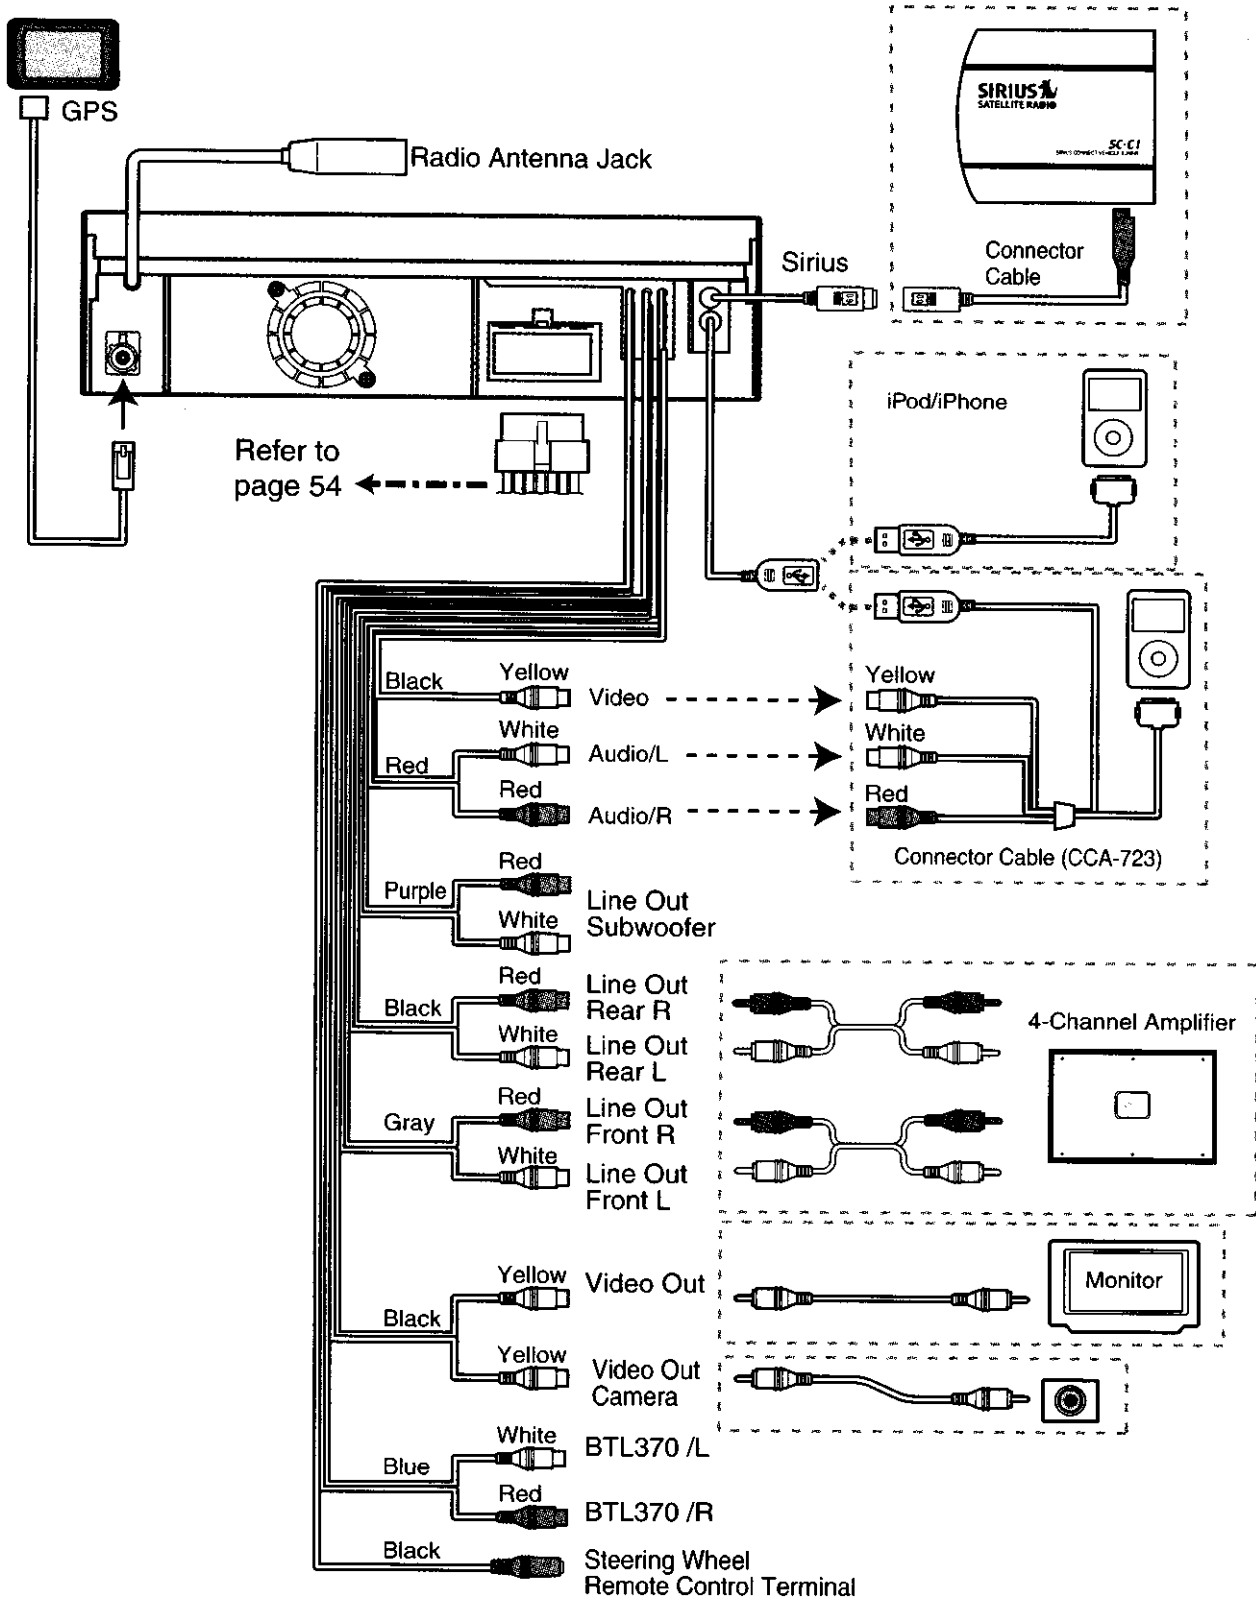 GPS
Radio Antenna Jack
SIRIUS
SATELLITE RADIO
SC-C1
Connector
Cable
Sirius
iPod/iPhone
Refer to
page 54
Black
Yellow
Video
Yellow
Red
White
Audio/L
White
Red
Audio/R
Red
Connector Cable (CCA-723)
Purple
Red
White
Line Out
Subwoofer
Black
Red
Line Out
Rear R
White
Line Out
Rear L
4-Channel Amplifier
Gray
Red
Line Out
Front R
White
Line Out
Front L
Black
Yellow
Video Out
Monitor
Yellow
Video Out
Camera
Blue
White
BTL370 /L
Red
BTL370 /R
Black
Steering Wheel
Remote Control Terminal